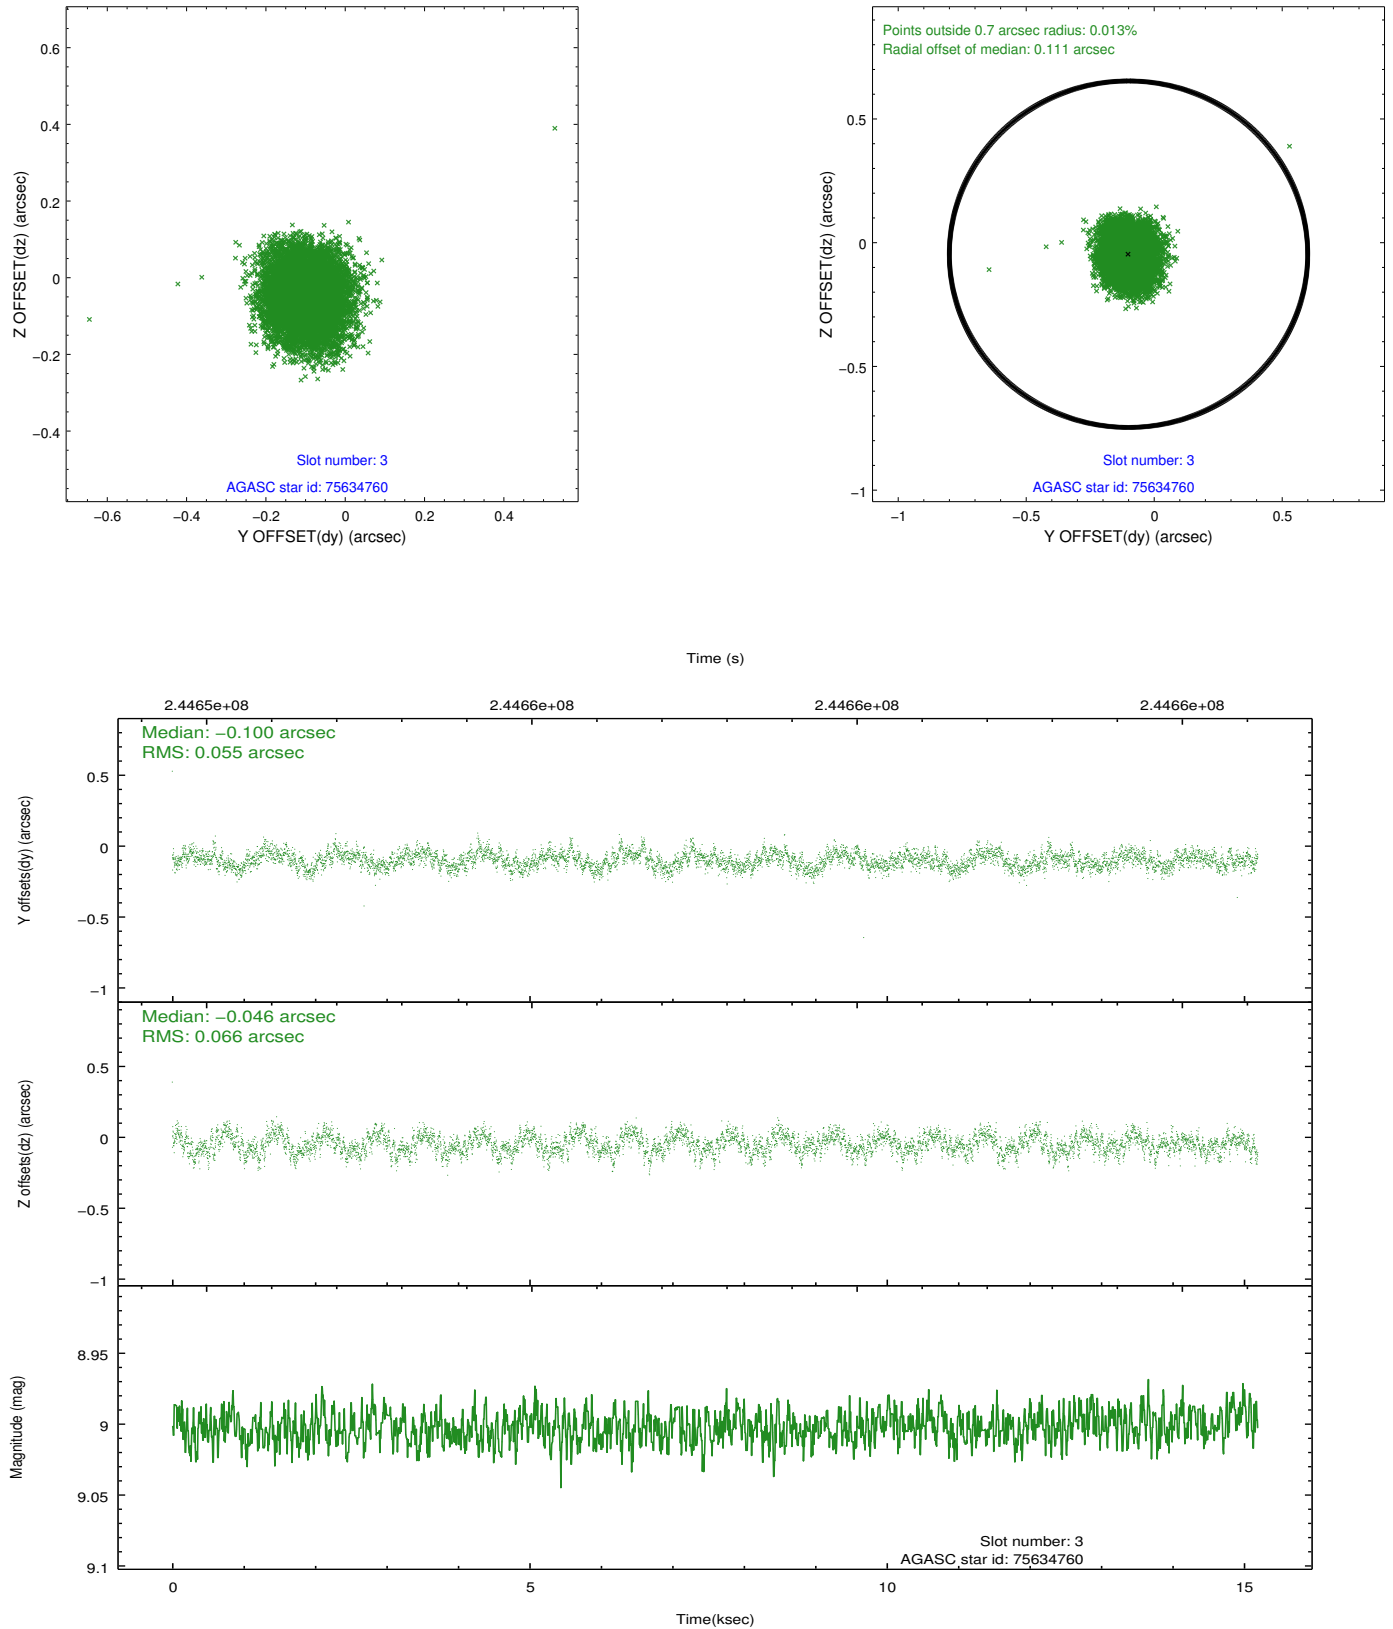 0.6
0.4
0.2
0
−0.2
−0.4
Z OFFSET(dz) (arcsec)
Slot number: 3
AGASC star id: 75634760
−0.6 −0.4 −0.2 0 0.2 0.4
Y OFFSET(dy) (arcsec)
Points outside 0.7 arcsec radius: 0.013%
Radial offset of median: 0.111 arcsec
0.5
0
−0.5
−1
Z OFFSET(dz) (arcsec)
Slot number: 3
AGASC star id: 75634760
−1 −0.5 0 0.5
Y OFFSET(dy) (arcsec)
Time (s)
2.4465e+08 2.4466e+08 2.4466e+08 2.4466e+08
Median: −0.100 arcsec
RMS: 0.055 arcsec
0.5
0
−0.5
−1
Y offsets(dy) (arcsec)
Median: −0.046 arcsec
RMS: 0.066 arcsec
0.5
0
−0.5
−1
Z offsets(dz) (arcsec)
8.95
9
9.05
9.1
Magnitude (mag)
Slot number: 3
AGASC star id: 75634760
0 5 10 15
Time(ksec)